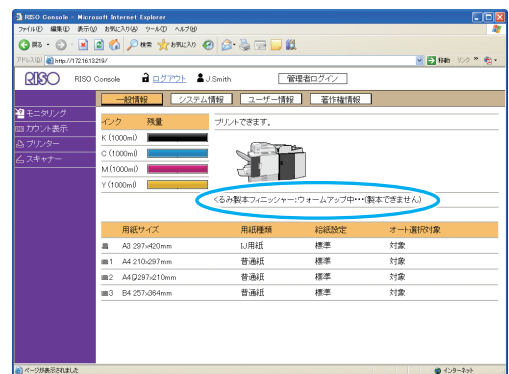 RISO Console - Microsoft Internet Explorer
ファイル(F) 編集(E) 表示(V) お気に入り(A) ツール(T) ヘルプ(H)
戻る 検索 お気に入り
アドレス(D) http://172.16.13.219/ 移動 リンク »
RISO RISO Console ログアウト J.Smith 管理者ログイン
一般情報 システム情報 ユーザー情報 著作権情報
モニタリング
カウント表示
プリンター
スキャナー
インク 残量 プリントできます。
K (1000ml)
C (1000ml)
M (1000ml)
Y (1000ml)
くるみ製本フィニッシャー:ウォームアップ中•••(製本できません)
用紙サイズ 用紙種類 給紙設定 オート選択対象
A3 297×420mm IJ用紙 標準 対象
1 A4 210×297mm 普通紙 標準 対象
2 A4 297×210mm 普通紙 標準 対象
3 B4 257×364mm 普通紙 標準 対象
ページが表示されました インターネット